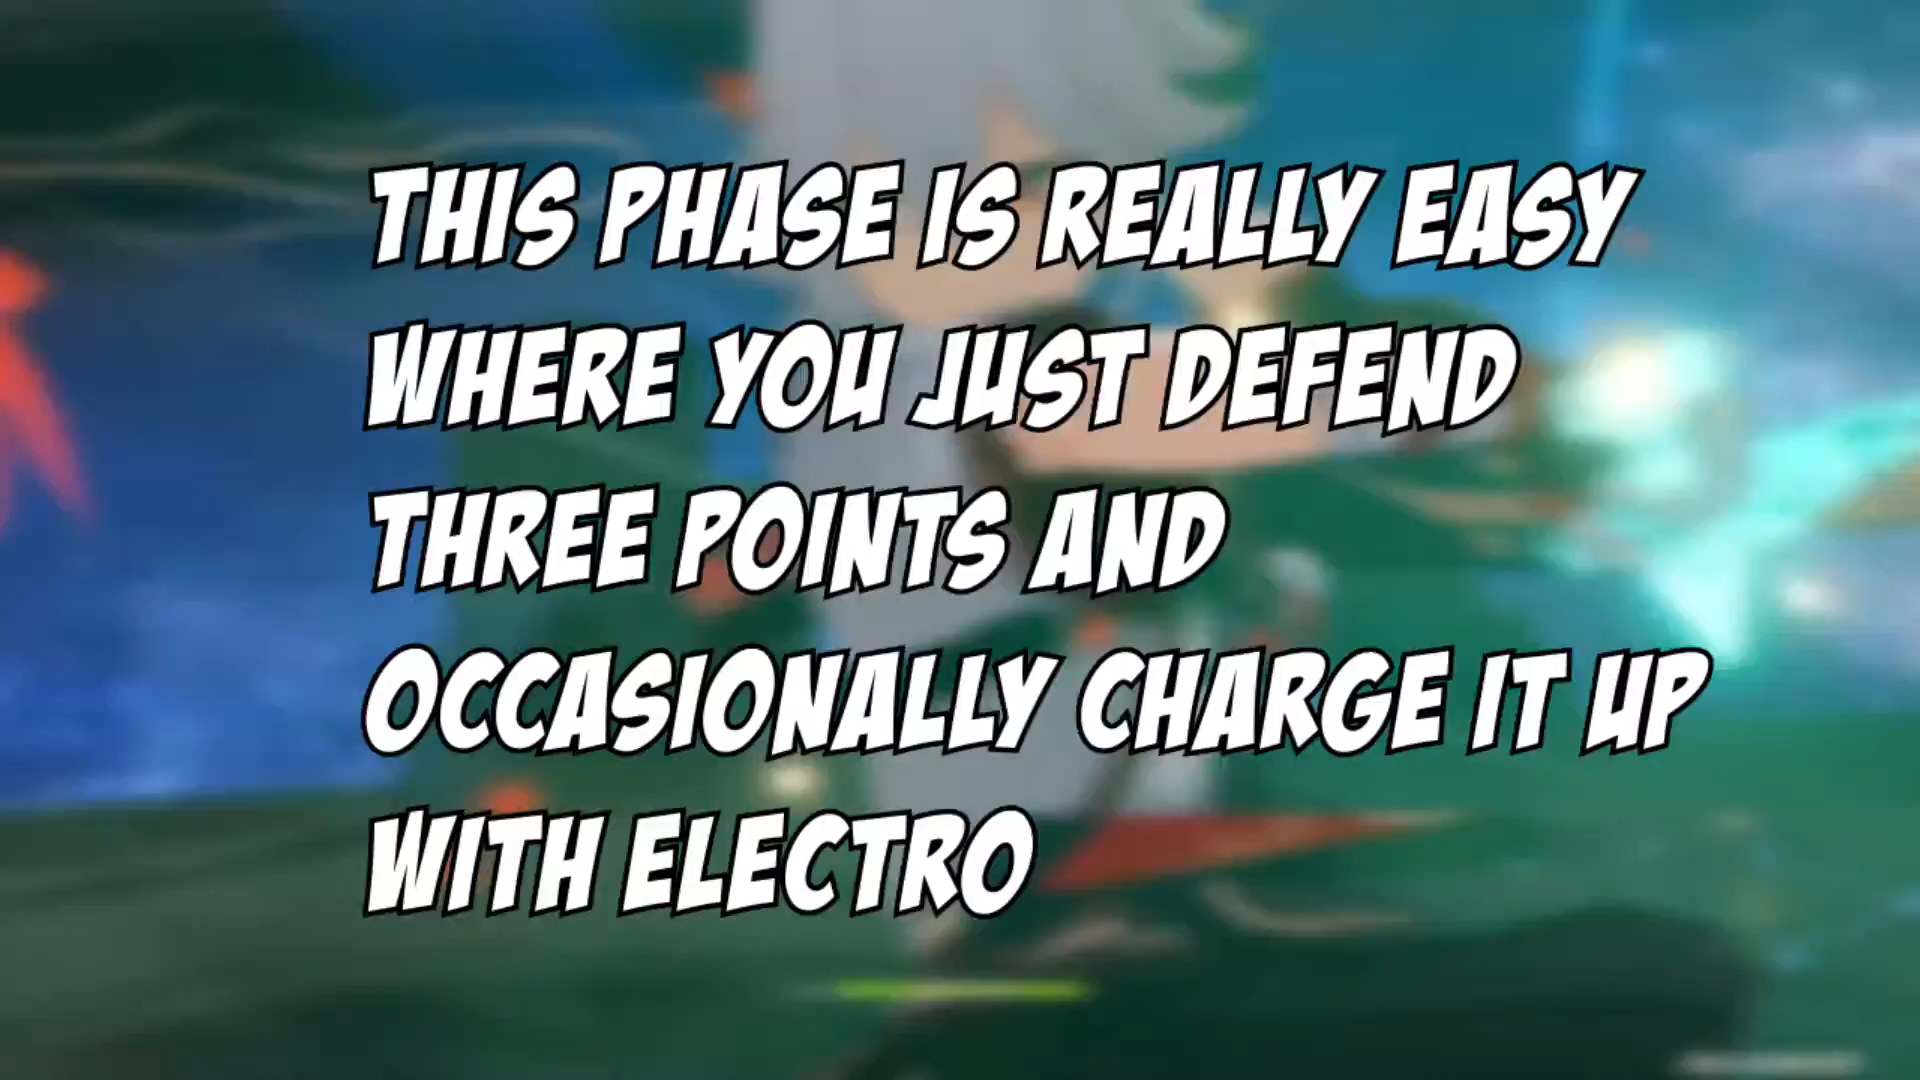 THIS PHASE IS REALLY EASY
WHERE YOU JUST DEFEND
THREE POINTS AND
OCCASIONALLY CHARGE IT UP
WITH ELECTRO